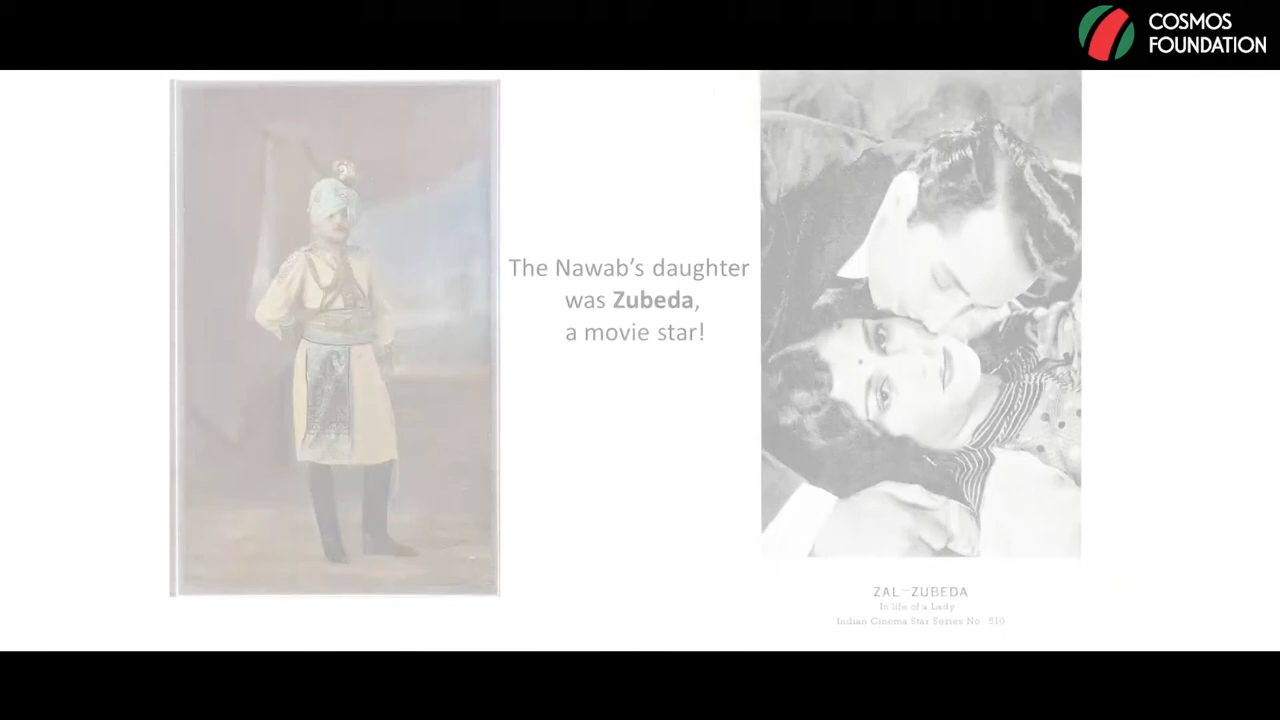 COSMOS
FOUNDATION
The Nawab’s daughter
was Zubeda,
a movie star!
ZAL-ZUBEDA
In life of a Lady
Indian Cinema Star Series No. 510